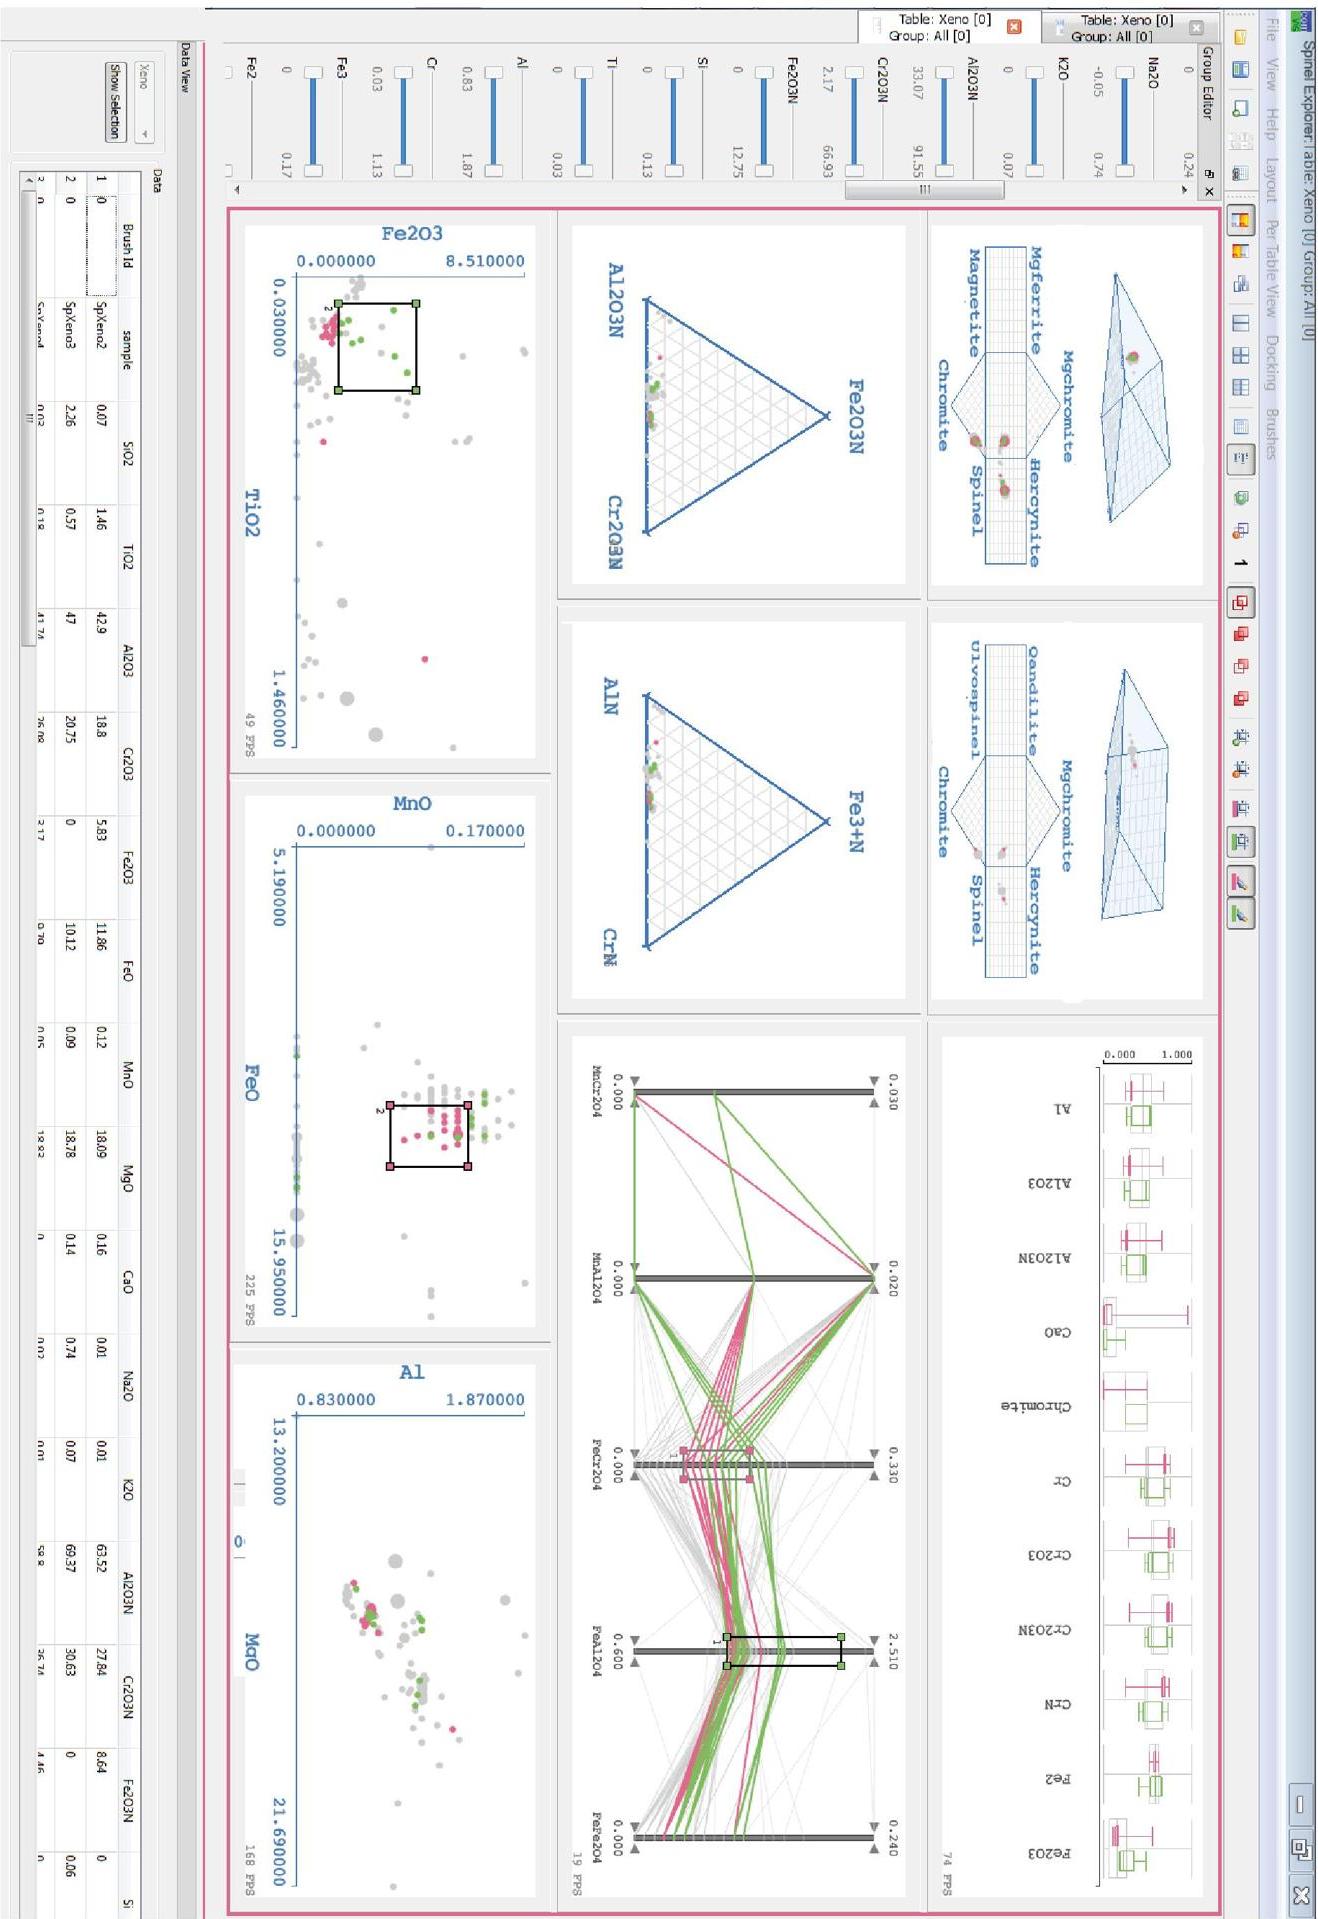 Spinel Explorer:Table: Xeno [0] Group: All [0]
File View Help Layout Per Table View Docking Brushes
1
Table: Xeno [0]
Group: All [0]
Table: Xeno [0]
Group: All [0]
Group Editor
0 0.24
Na2O
-0.05 0.74
K2O
0 0.07
Al2O3N
33.07 91.55
Cr2O3N
2.17 66.93
Fe2O3N
0 12.75
Si
0 0.13
Ti
0 0.03
Al
0.83 1.87
Cr
0.03 1.13
Fe3
0 0.17
Fe2
Mgchromite
Mgferrite Hercynite
Magnetite Spinel
Chromite
Mgchromite
Qandilite Hercynite
Ulvospinel Spinel
Chromite
1.000
0.000
Al Al2O3 Al2O3N CaO Chromite Cr Cr2O3 Cr2O3N CrN Fe2 Fe2O3
74 FPS
Fe2O3N
Al2O3N Cr2O3N
Fe3+N
AlN CrN
0.030 0.020 0.330 2.510 0.240
1
1
0.000 0.000 0.000 0.600 0.000
MnCr2O4 MnAl2O4 FeCr2O4 FeAl2O4 FeFe2O4
19 FPS
8.510000
Fe2O3
0.000000
2
0.030000 1.460000
TiO2
49 FPS
0.170000
MnO
0.000000
2
5.190000 15.950000
FeO
225 FPS
1.870000
Al
0.830000
13.200000 21.690000
MgO
168 FPS
Data View
Xeno
Show Selection
Data
Brush Id sample SiO2 TiO2 Al2O3 Cr2O3 Fe2O3 FeO MnO MgO CaO Na2O K2O Al2O3N Cr2O3N Fe2O3N Si
1 0 SpXeno2 0.07 1.46 42.9 18.8 5.83 11.86 0.12 18.09 0.16 0.01 0.01 63.52 27.84 8.64 0
2 0 SpXeno3 2.26 0.57 47 20.75 0 10.12 0.09 18.78 0.14 0.74 0.07 69.37 30.63 0 0.06